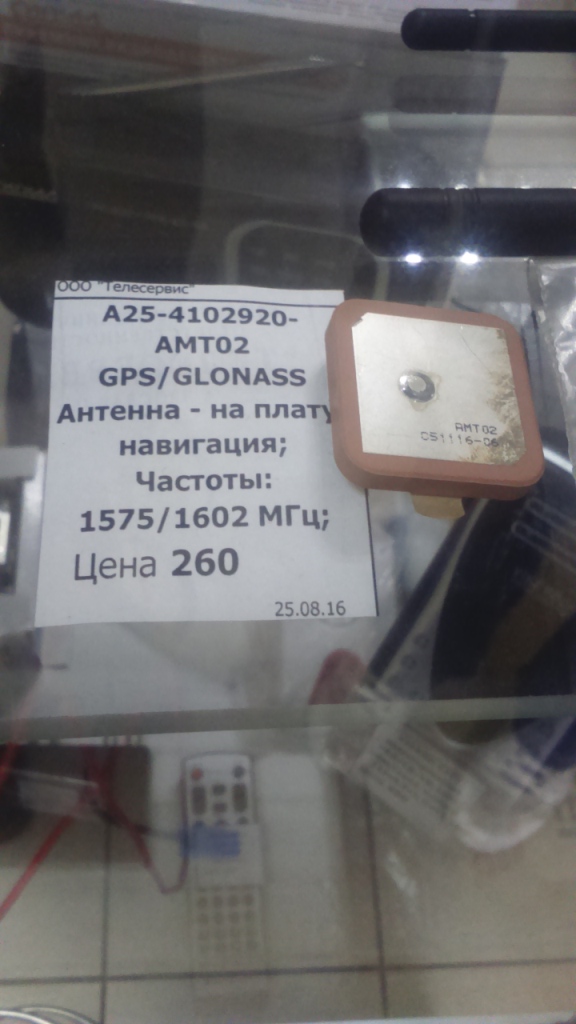 ООО "Телесервис"
A25-4102920-
AMT02
GPS/GLONASS
Антенна - на плату
навигация;
Частоты:
1575/1602 МГц;
Цена 260
25.08.16
AMT02
C51116-06